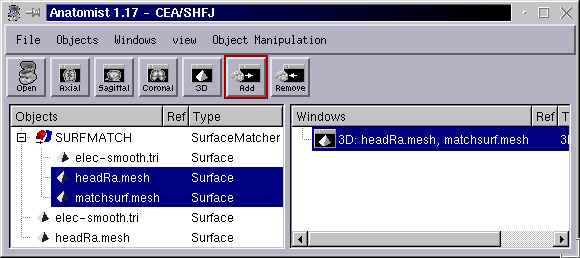 Anatomist 1.17 - CEA/SHFJ
File Objects Windows view Object Manipulation
Open Axial Sagittal Coronal 3D Add Remove
Objects Ref Type
SURFMATCH SurfaceMatcher
elec-smooth.tri Surface
headRa.mesh Surface
matchsurf.mesh Surface
elec-smooth.tri Surface
headRa.mesh Surface
Windows Ref T
3D: headRa.mesh, matchsurf.mesh 3I